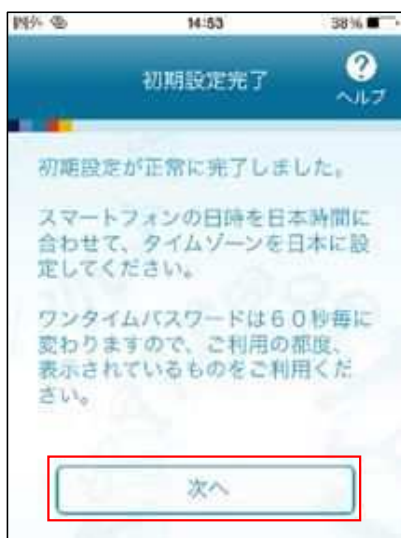 圏外
14:53
38%
初期設定完了
?
ヘルプ
初期設定が正常に完了しました。
スマートフォンの日時を日本時間に
合わせて、タイムゾーンを日本に設
定してください。
ワンタイムパスワードは60秒毎に
変わりますので、ご利用の都度、
表示されているものをご利用くだ
さい。
次へ